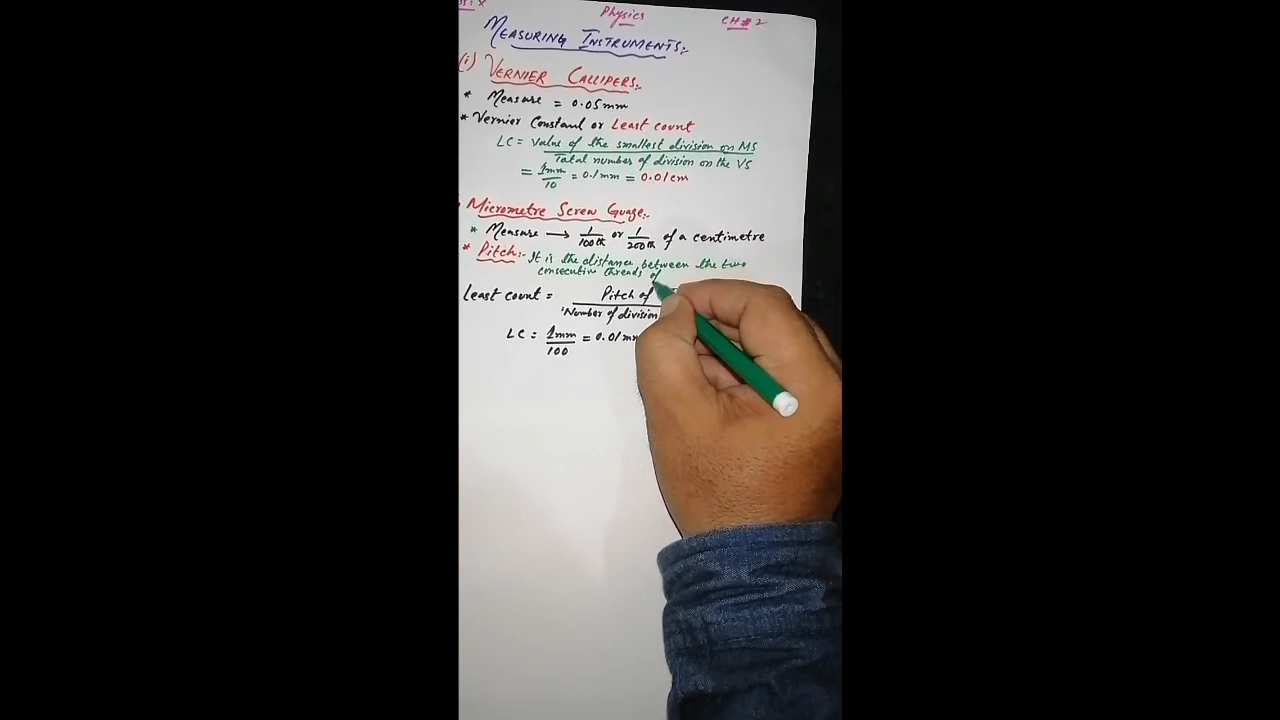 Physics
CH # 2
MEASURING INSTRUMENTS:-
(i) VERNIER CALLIPERS:-
* Measure = 0.05mm
* Vernier Constant or Least count
LC = Value of the smallest division on MS
Total number of division on the VS
= 1mm/10 = 0.1mm = 0.01cm
Micrometre Screw Guage:-
* Measure → 1/100th or 1/200th of a centimetre
* Pitch:- It is the distance between the two
consecutive threads of
Least count = Pitch of
Number of division
LC = 1mm/100 = 0.01mm